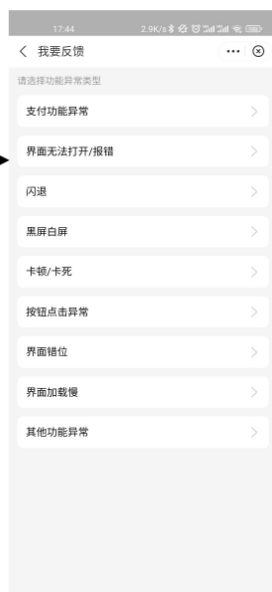 17:44 2.9K/s
我要反馈
请选择功能异常类型
支付功能异常
界面无法打开/报错
闪退
黑屏白屏
卡顿/卡死
按钮点击异常
界面错位
界面加载慢
其他功能异常